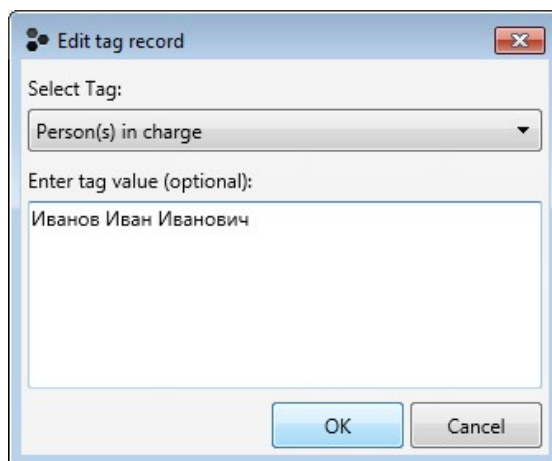 Edit tag record
Select Tag:
Person(s) in charge
Enter tag value (optional):
Иванов Иван Иванович
OK
Cancel